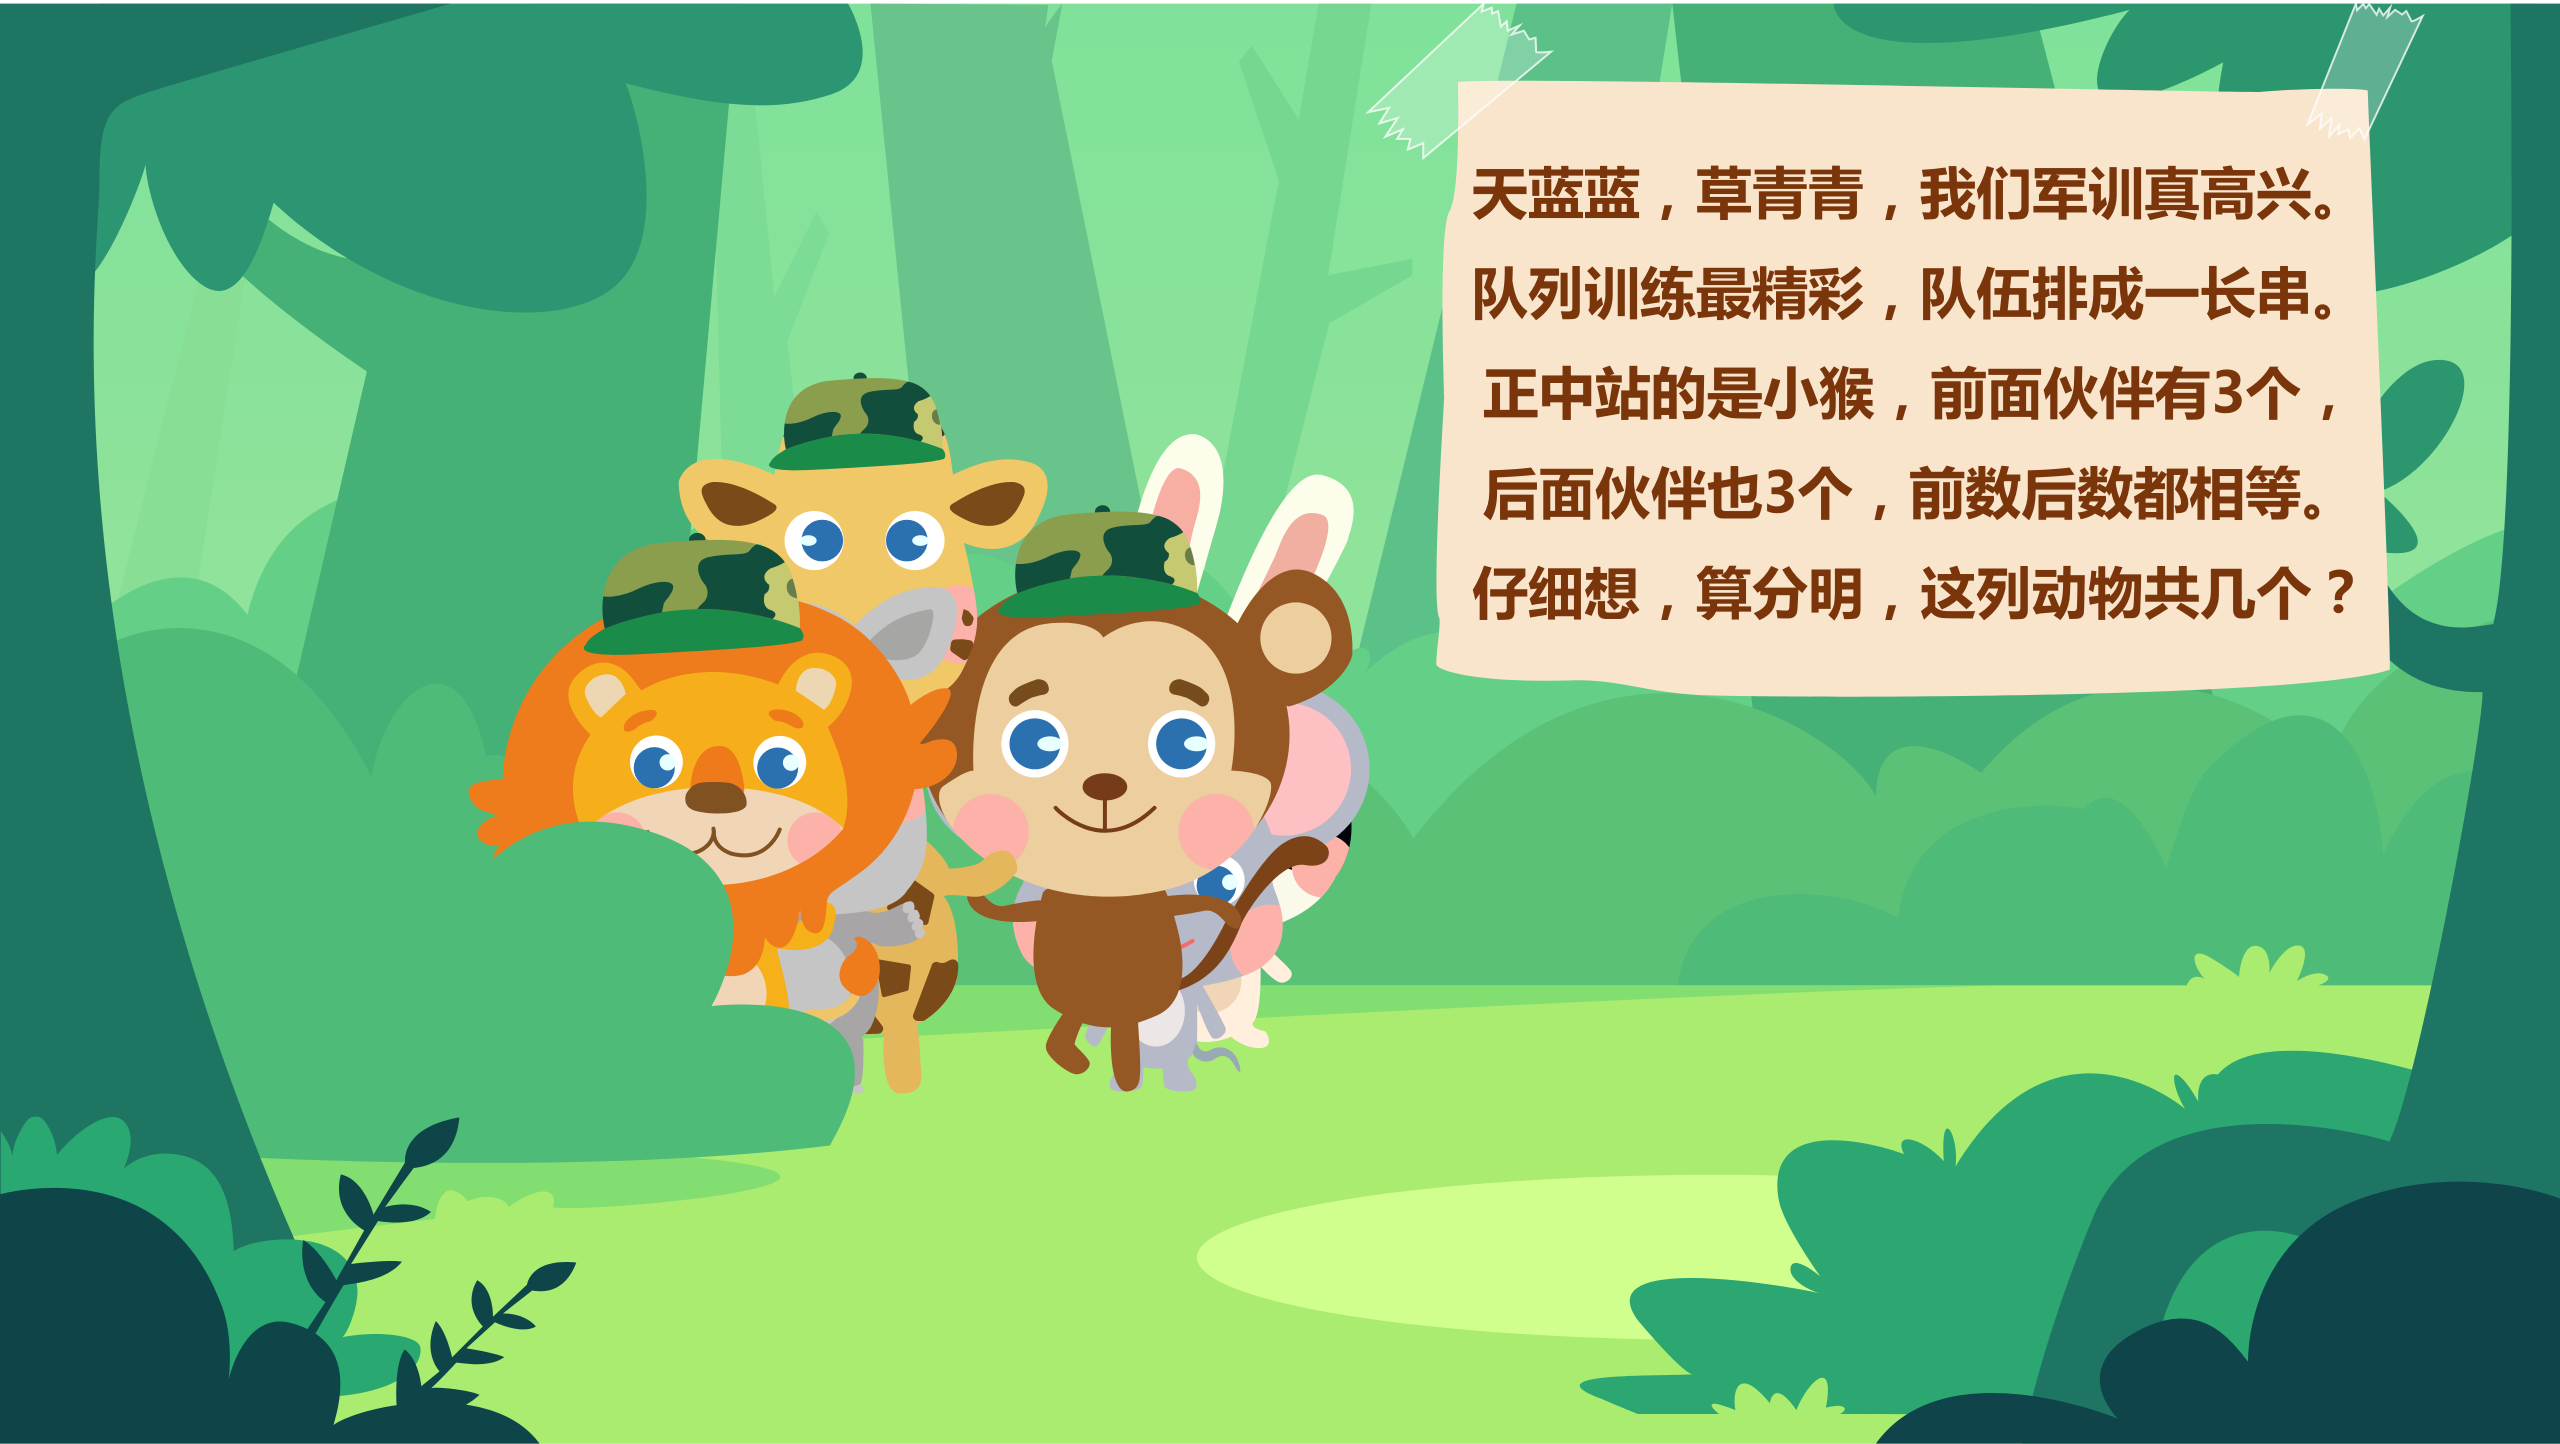 天蓝蓝，草青青，我们军训真高兴。
队列训练最精彩，队伍排成一长串。
正中站的是小猴，前面伙伴有3个，
后面伙伴也3个，前数后数都相等。
仔细想，算分明，这列动物共几个？